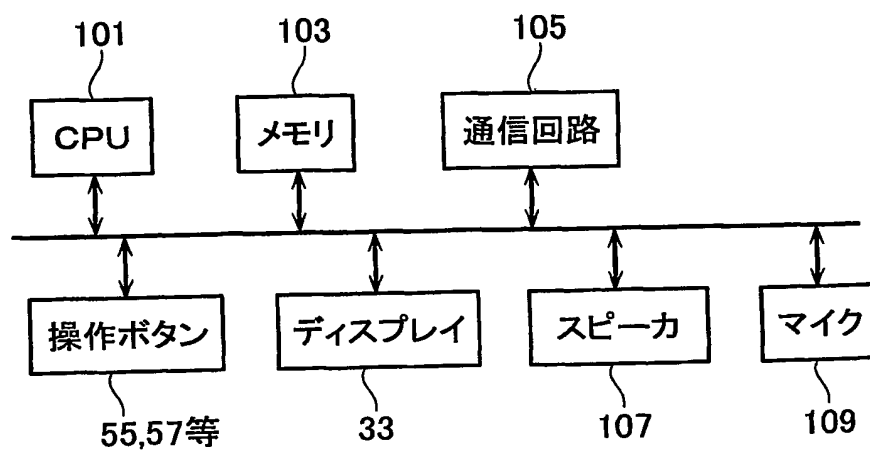 101
103
105
CPU
メモリ
通信回路
操作ボタン
ディスプレイ
スピーカ
マイク
55,57等
33
107
109